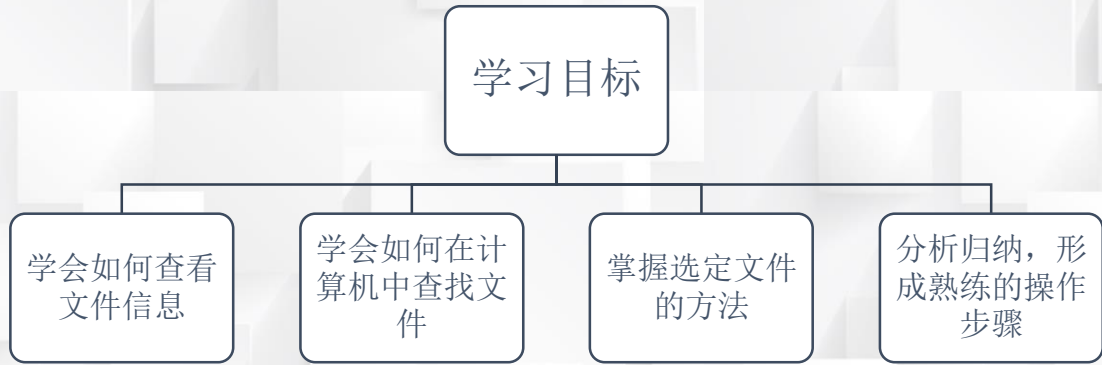 学习目标
学会如何查看
文件信息
学会如何在计
算机中查找文
件
掌握选定文件
的方法
分析归纳，形
成熟练的操作
步骤